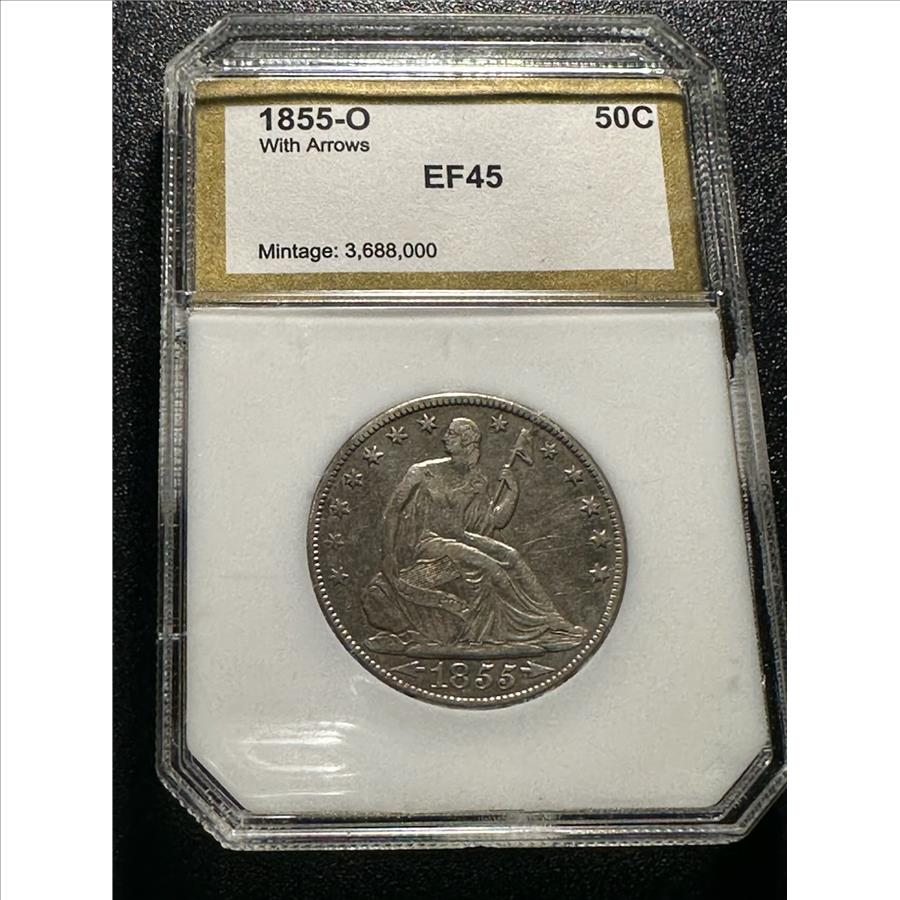 1855-O 50C
With Arrows
EF45
Mintage: 3,688,000
1855